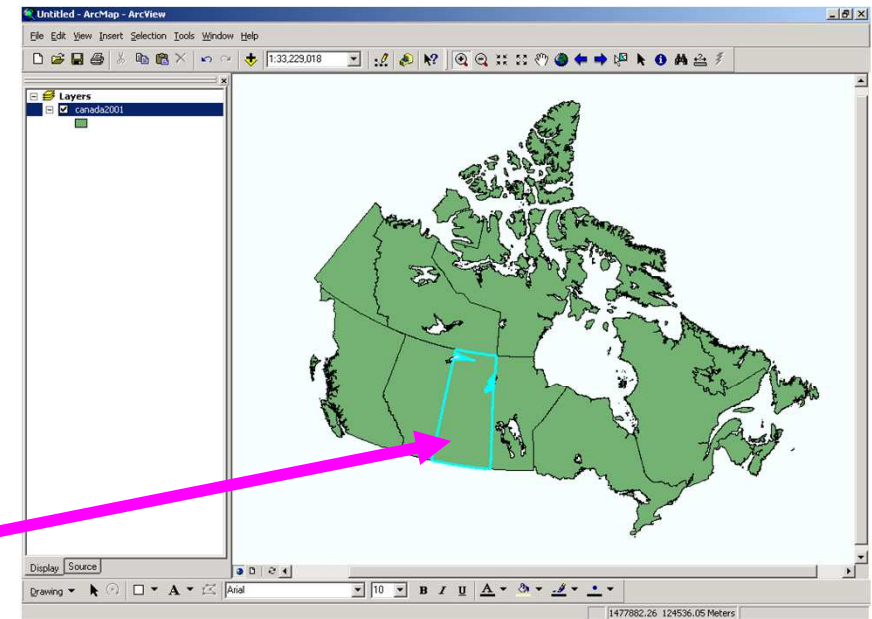 Untitled - ArcMap - ArcView
File Edit View Insert Selection Tools Window Help
1:33,229,018
Layers
canada2001
Display Source
Drawing A Arial 10 B I U A
1477882.26 124536.05 Meters